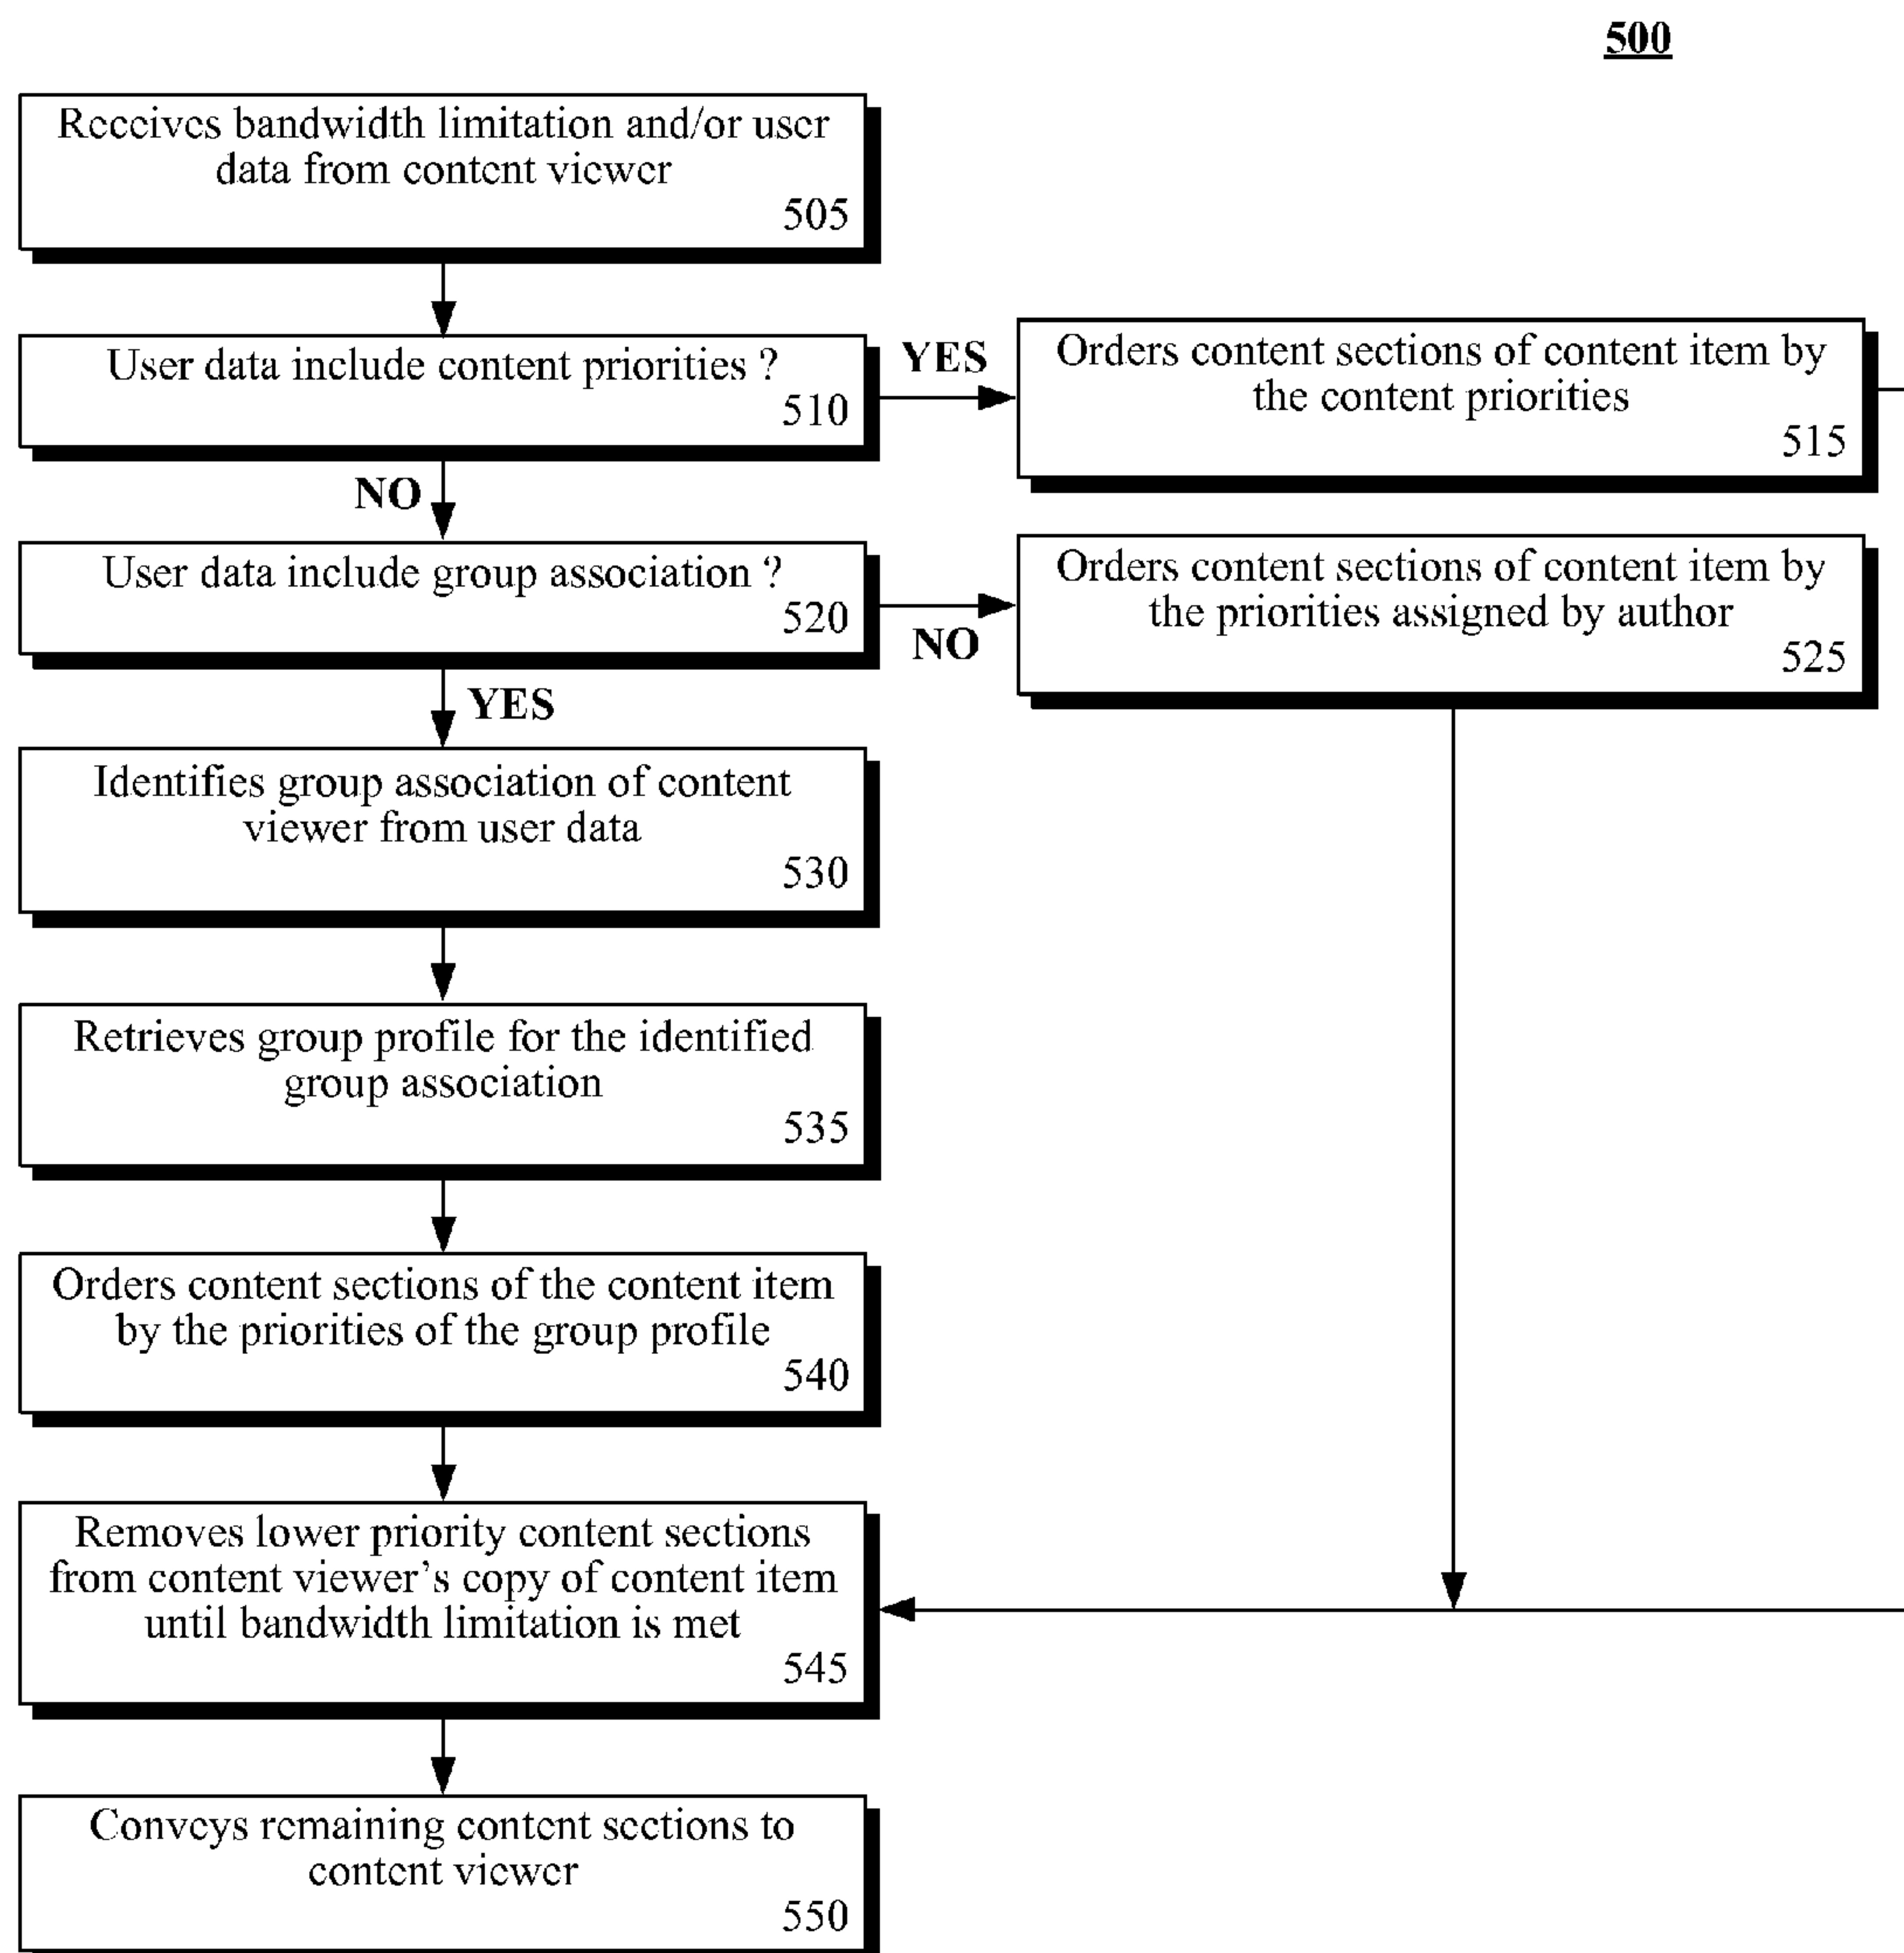 500
Receives bandwidth limitation and/or user
data from content viewer
505
User data include content priorities ?
510
YES
Orders content sections of content item by
the content priorities
515
NO
User data include group association ?
520
NO
Orders content sections of content item by
the priorities assigned by author
525
YES
Identifies group association of content
viewer from user data
530
Retrieves group profile for the identified
group association
535
Orders content sections of the content item
by the priorities of the group profile
540
Removes lower priority content sections
from content viewer's copy of content item
until bandwidth limitation is met
545
Conveys remaining content sections to
content viewer
550